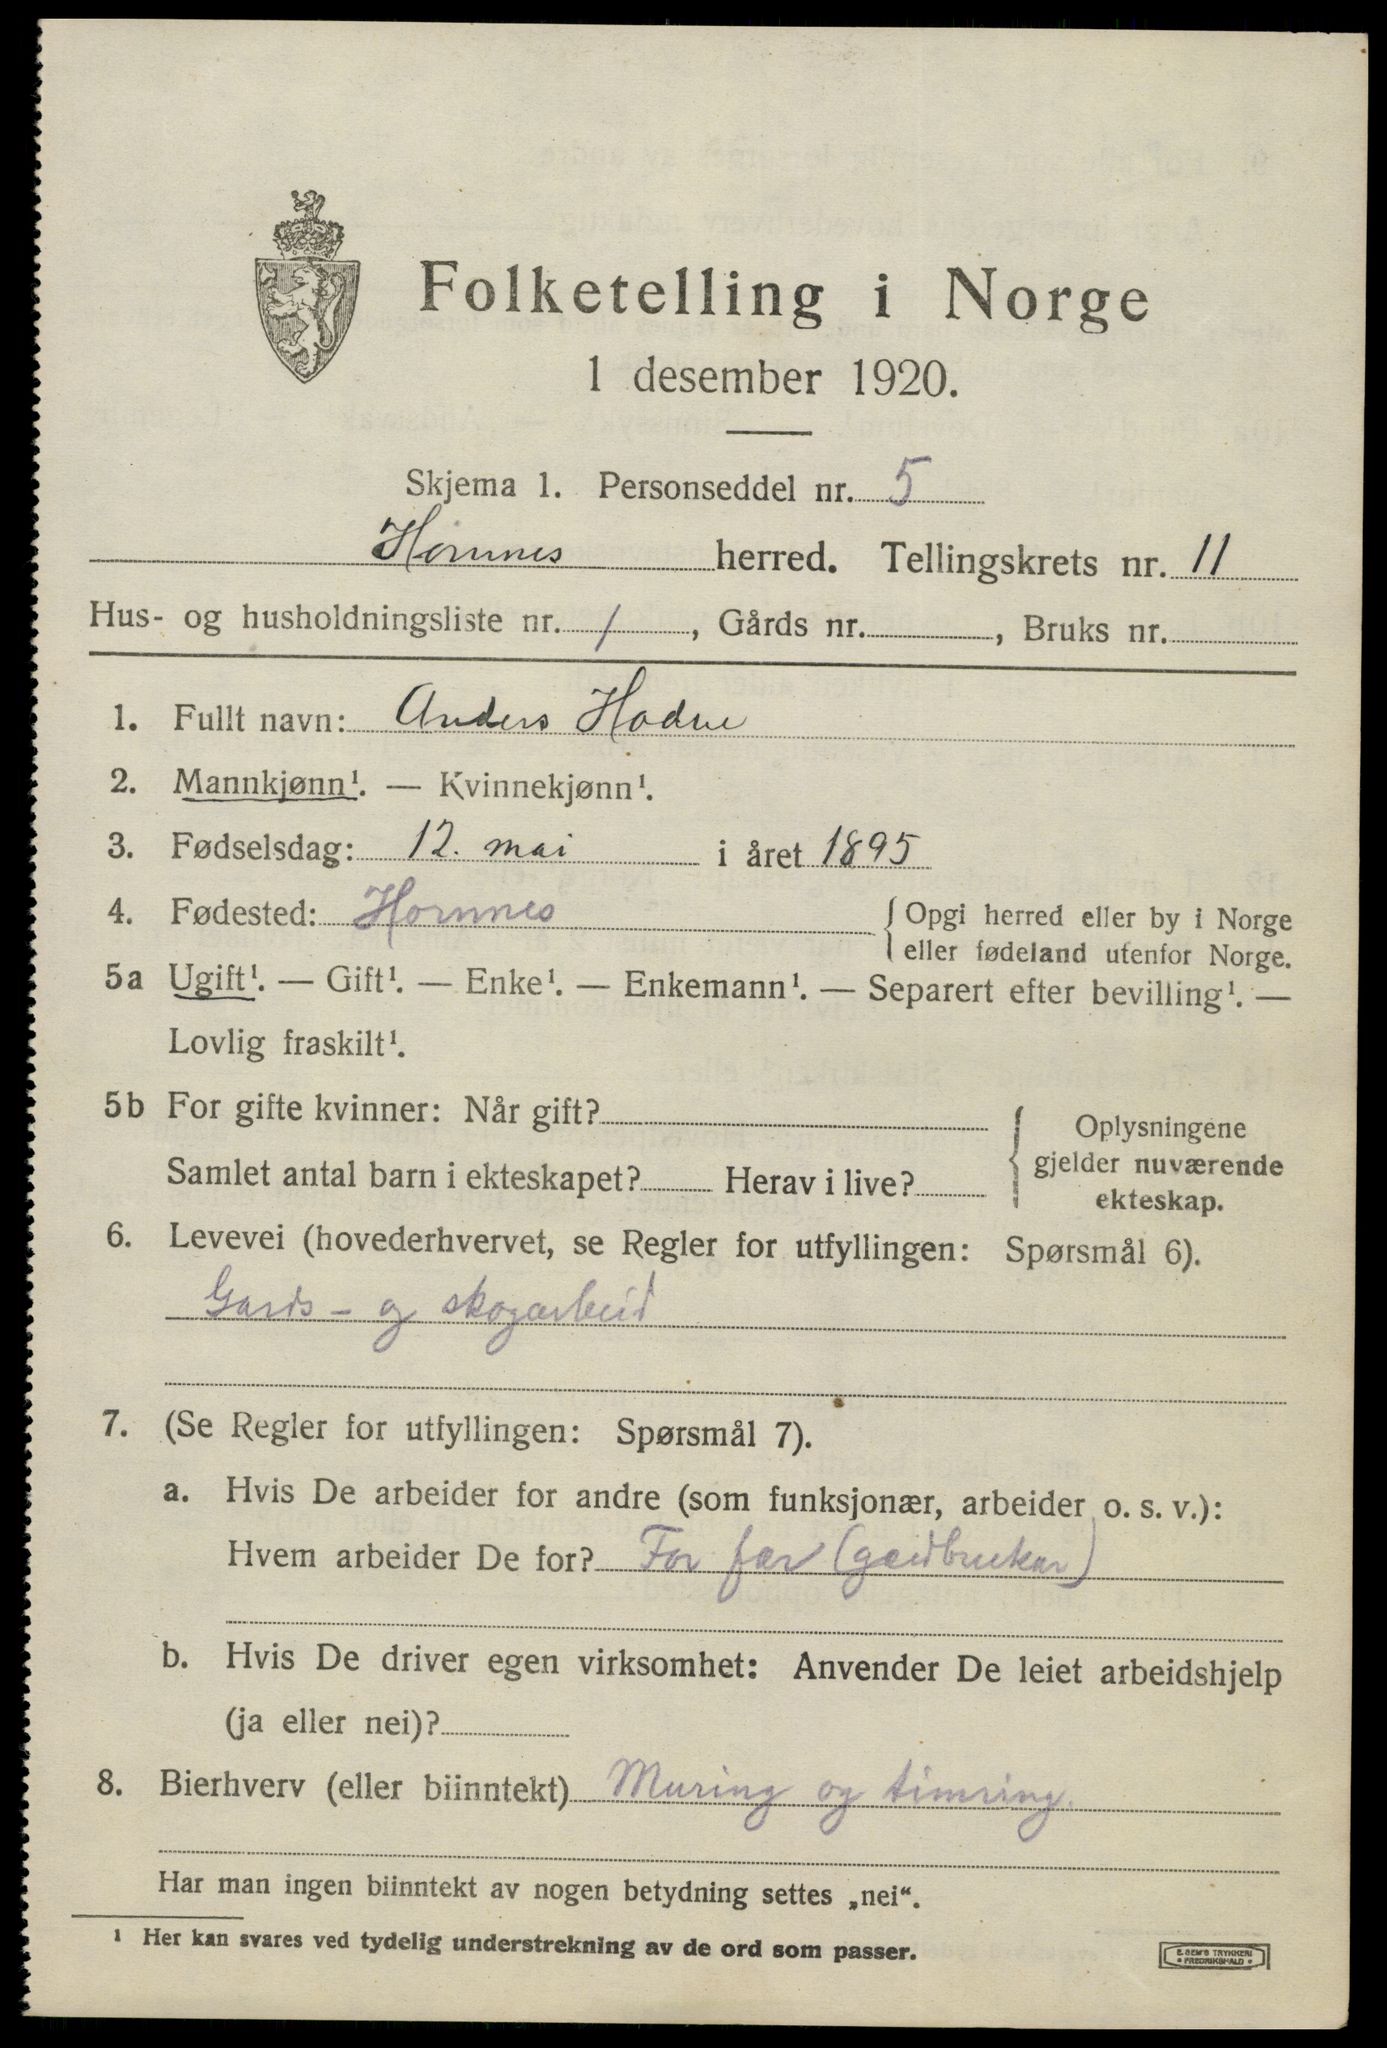 Folketelling i Norge
1 desember 1920.
Skjema 1. Personseddel nr. 5
Hornnes herred. Tellingskrets nr. 11
Hus- og husholdningsliste nr. 1, Gårds nr. , Bruks nr.
1. Fullt navn: Anders Hodne
2. Mannkjønn¹. — Kvinnekjønn¹.
3. Fødselsdag: 12. mai i året 1895
4. Fødested: Hornnes {Opgi herred eller by i Norge
eller fødeland utenfor Norge.
5a Ugift¹. — Gift¹. — Enke¹. — Enkemann¹. — Separert efter bevilling¹. —
Lovlig fraskilt¹.
5b For gifte kvinner: Når gift?
Samlet antal barn i ekteskapet? Herav i live?
{Oplysningene
gjelder nuværende
ekteskap.
6. Levevei (hovederhvervet, se Regler for utfyllingen: Spørsmål 6).
Gards- og skogarbeid
7. (Se Regler for utfyllingen: Spørsmål 7).
a. Hvis De arbeider for andre (som funksjonær, arbeider o. s. v.):
Hvem arbeider De for? For far (gardbrukar)
b. Hvis De driver egen virksomhet: Anvender De leiet arbeidshjelp
(ja eller nei)?
8. Bierhverv (eller biinntekt) Muring og timring.
Har man ingen biinntekt av nogen betydning settes „nei“.
¹ Her kan svares ved tydelig understrekning av de ord som passer.
E. SEM'S TRYKKERI
• FREDRIKSHALD •